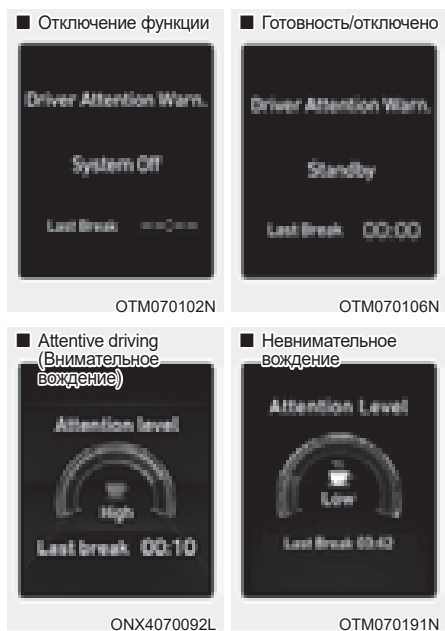 ■ Отключение функции
Driver Attention Warn.
System Off
Last Break --:--
OTM070102N
■ Готовность/отключено
Driver Attention Warn.
Standby
Last Break 00:00
OTM070106N
■ Attentive driving
(Внимательное
вождение)
Attention level
High
Last break 00:10
ONX4070092L
■ Невнимательное
вождение
Attention Level
Low
Last Break 03:42
OTM070191N